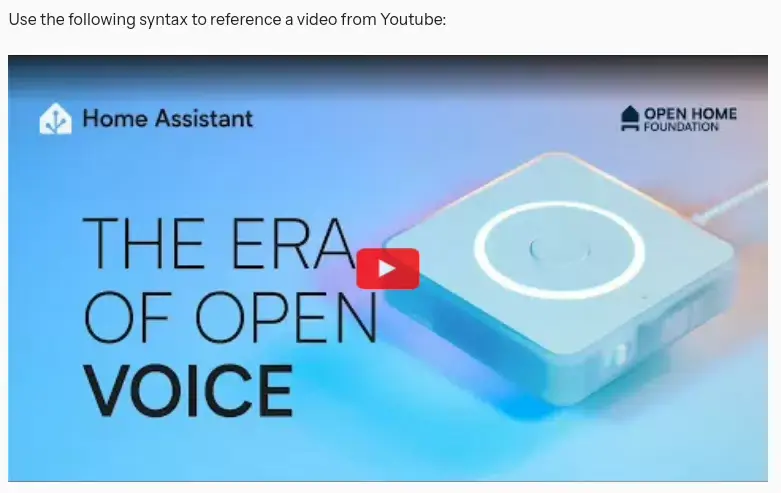 Use the following syntax to reference a video from Youtube:
Home Assistant
OPEN HOME
FOUNDATION
THE ERA
OF OPEN
VOICE